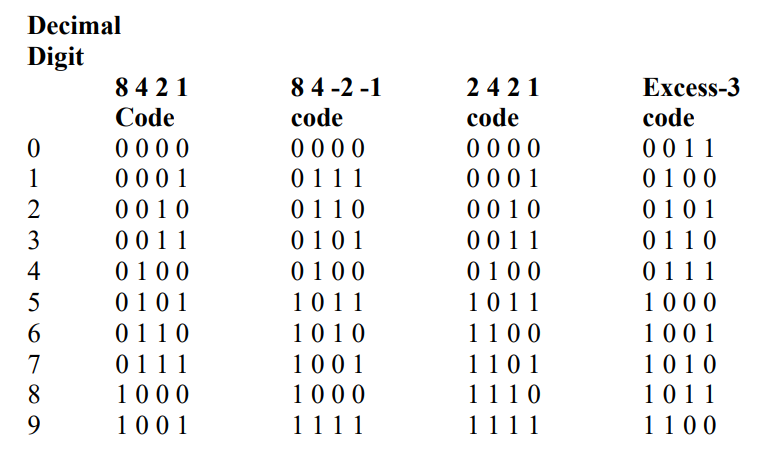 Decimal
Digit
8 4 2 1 8 4 -2 -1 2 4 2 1 Excess-3
Code code code code
0 0 0 0 0 0 0 0 0 0 0 0 0 0 0 1 1
1 0 0 0 1 0 1 1 1 0 0 0 1 0 1 0 0
2 0 0 1 0 0 1 1 0 0 0 1 0 0 1 0 1
3 0 0 1 1 0 1 0 1 0 0 1 1 0 1 1 0
4 0 1 0 0 0 1 0 0 0 1 0 0 0 1 1 1
5 0 1 0 1 1 0 1 1 1 0 1 1 1 0 0 0
6 0 1 1 0 1 0 1 0 1 1 0 0 1 0 0 1
7 0 1 1 1 1 0 0 1 1 1 0 1 1 0 1 0
8 1 0 0 0 1 0 0 0 1 1 1 0 1 0 1 1
9 1 0 0 1 1 1 1 1 1 1 1 1 1 1 0 0